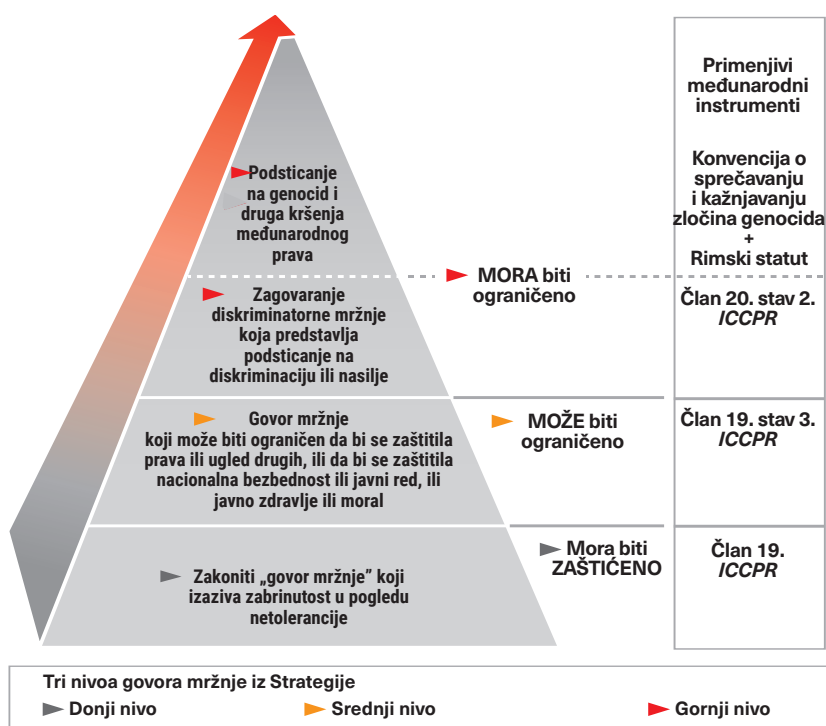 Primenjivi
međunarodni
instrumenti
Podsticanje
na genocid i
druga kršenja
međunarodnog
prava
Konvencija o
sprečavanju
i kažnjavanju
zločina genocida
+
Rimski statut
MORA biti
ograničeno
Zagovaranje
diskriminatorne mržnje
koja predstavlja
podsticanje na
diskriminaciju ili nasilje
Član 20. stav 2.
ICCPR
Govor mržnje
koji može biti ograničen da bi se zaštitila
prava ili ugled drugih, ili da bi se zaštitila
nacionalna bezbednost ili javni red, ili
javno zdravlje ili moral
MOŽE biti
ograničeno
Član 19. stav 3.
ICCPR
Zakoniti „govor mržnje” koji
izaziva zabrinutost u pogledu
netolerancije
Mora biti
ZAŠTIĆENO
Član 19.
ICCPR
Tri nivoa govora mržnje iz Strategije
Donji nivo
Srednji nivo
Gornji nivo